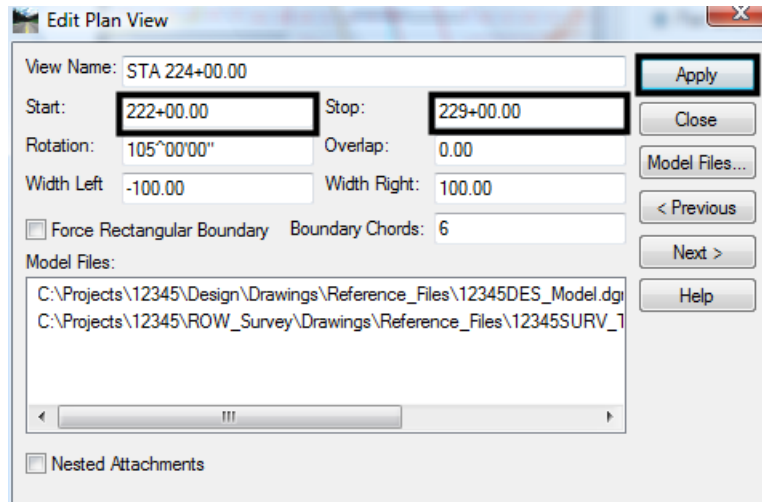 Edit Plan View
View Name: STA 224+00.00
Apply
Start: 222+00.00 Stop: 229+00.00
Close
Rotation: 105^00'00" Overlap: 0.00
Model Files...
Width Left -100.00 Width Right: 100.00
< Previous
Force Rectangular Boundary Boundary Chords: 6
Next >
Model Files:
C:\Projects\12345\Design\Drawings\Reference_Files\12345DES_Model.dgn
Help
C:\Projects\12345\ROW_Survey\Drawings\Reference_Files\12345SURV_T
Nested Attachments